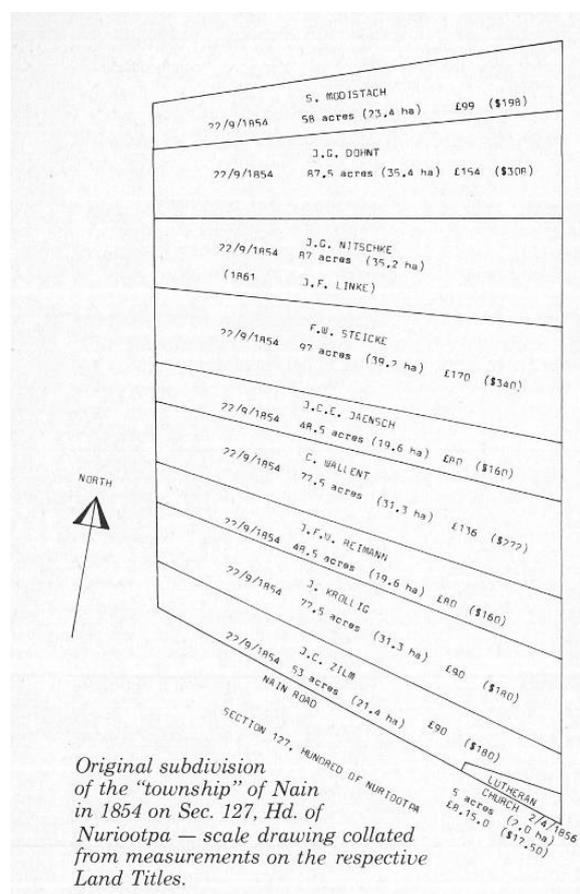 S. MODISTACH
22/9/1854 58 acres (23.4 ha) £99 ($198)
J.G. DOHNT
22/9/1854 87.5 acres (35.4 ha) £154 ($308)
22/9/1854 J.G. NITSCHKE
87 acres (35.2 ha)
(1861 J.F. LINKE)
22/9/1854 F.W. STEICKE
97 acres (39.2 ha) £170 ($340)
22/9/1854 J.C.E. JAENSCH
48.5 acres (19.6 ha) £80 ($160)
22/9/1854 C. WALLENT
77.5 acres (31.3 ha) £136 ($272)
NORTH
22/9/1854 J.F.W. REIMANN
48.5 acres (19.6 ha) £80 ($160)
22/9/1854 J. KROLLIG
77.5 acres (31.3 ha) £90 ($180)
22/9/1854 J.C. ZILM
53 acres (21.4 ha) £90 ($180)
NAIN ROAD
SECTION 127, HUNDRED OF NURIOOTPA
LUTHERAN
CHURCH 2/4/1856
5 acres (2.0 ha)
£8.15.0 ($17.50)
Original subdivision
of the “township” of Nain
in 1854 on Sec. 127, Hd. of
Nuriootpa — scale drawing collated
from measurements on the respective
Land Titles.